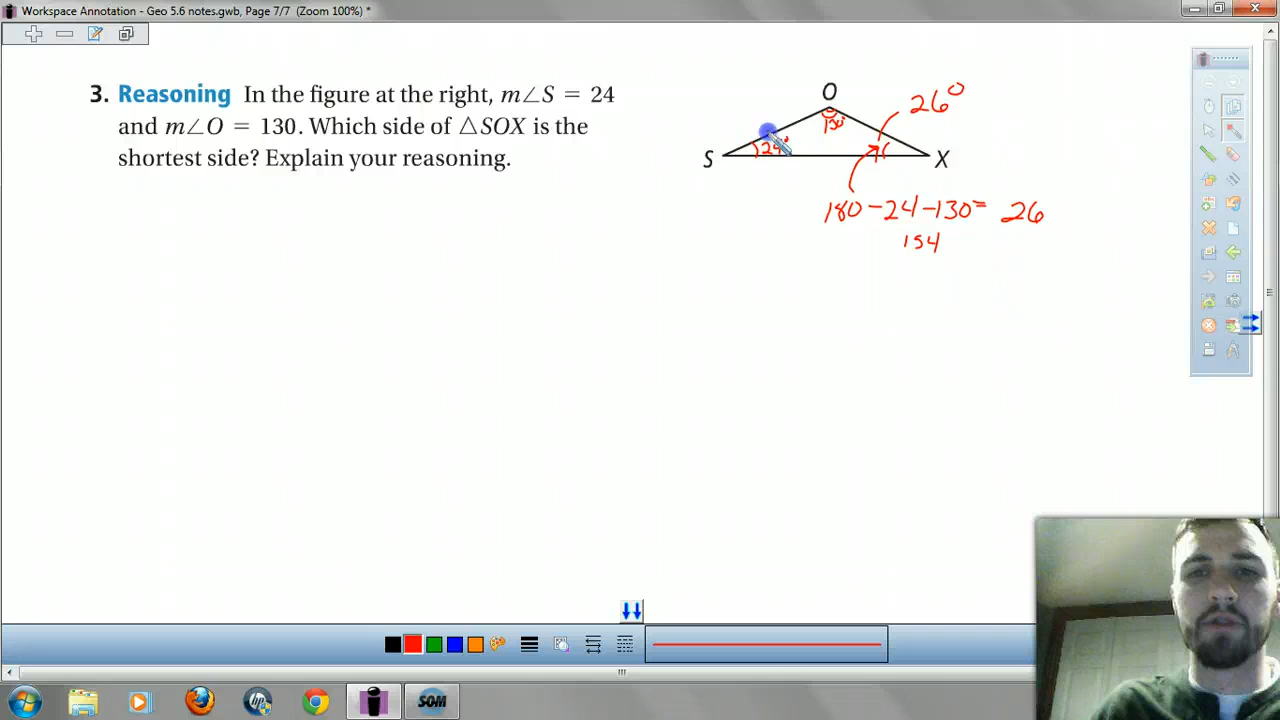 Workspace Annotation - Geo 5.6 notes.gwb, Page 7/7 (Zoom 100%) *
3. Reasoning In the figure at the right, m∠S = 24
and m∠O = 130. Which side of △SOX is the
shortest side? Explain your reasoning.
O
26°
130°
24°
S
X
180 - 24 - 130 = 26
154
SOM